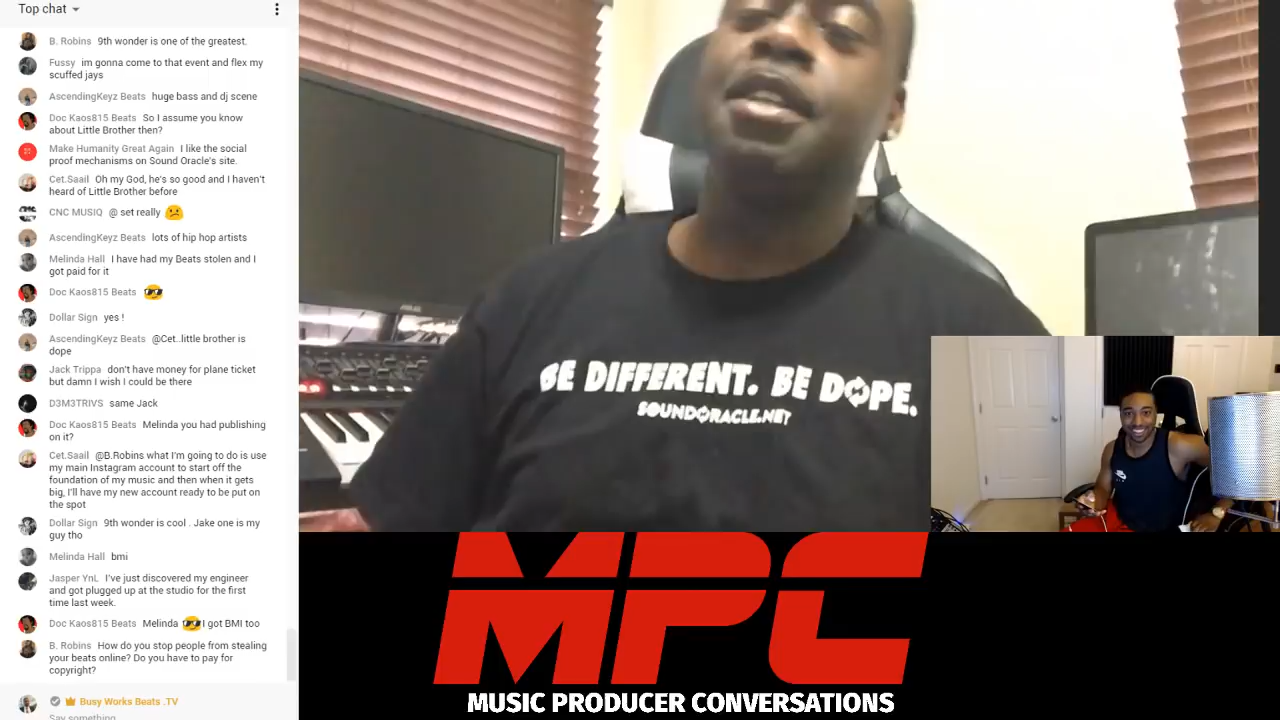 Top chat
B. Robins 9th wonder is one of the greatest.
Fussy im gonna come to that event and flex my
scuffed jays
AscendingKeyz Beats huge bass and dj scene
Doc Kaos815 Beats So I assume you know
about Little Brother then?
Make Humanity Great Again I like the social
proof mechanisms on Sound Oracle's site.
Cet.Saail Oh my God, he's so good and I haven't
heard of Little Brother before
CNC MUSIQ @ set really
AscendingKeyz Beats lots of hip hop artists
Melinda Hall I have had my Beats stolen and I
got paid for it
Doc Kaos815 Beats
Dollar Sign yes !
AscendingKeyz Beats @Cet..little brother is
dope
Jack Trippa don't have money for plane ticket
but damn I wish I could be there
D3M3TRIVS same Jack
Doc Kaos815 Beats Melinda you had publishing
on it?
Cet.Saail @B.Robins what I'm going to do is use
my main Instagram account to start off the
foundation of my music and then when it gets
big, I'll have my new account ready to be put on
the spot
Dollar Sign 9th wonder is cool . Jake one is my
guy tho
Melinda Hall bmi
Jasper YnL I've just discovered my engineer
and got plugged up at the studio for the first
time last week.
Doc Kaos815 Beats Melinda I got BMI too
B. Robins How do you stop people from stealing
your beats online? Do you have to pay for
copyright?
Busy Works Beats .TV
Say something
BE DIFFERENT. BE DOPE.
SOUNDORACLE.NET
MPC
MUSIC PRODUCER CONVERSATIONS